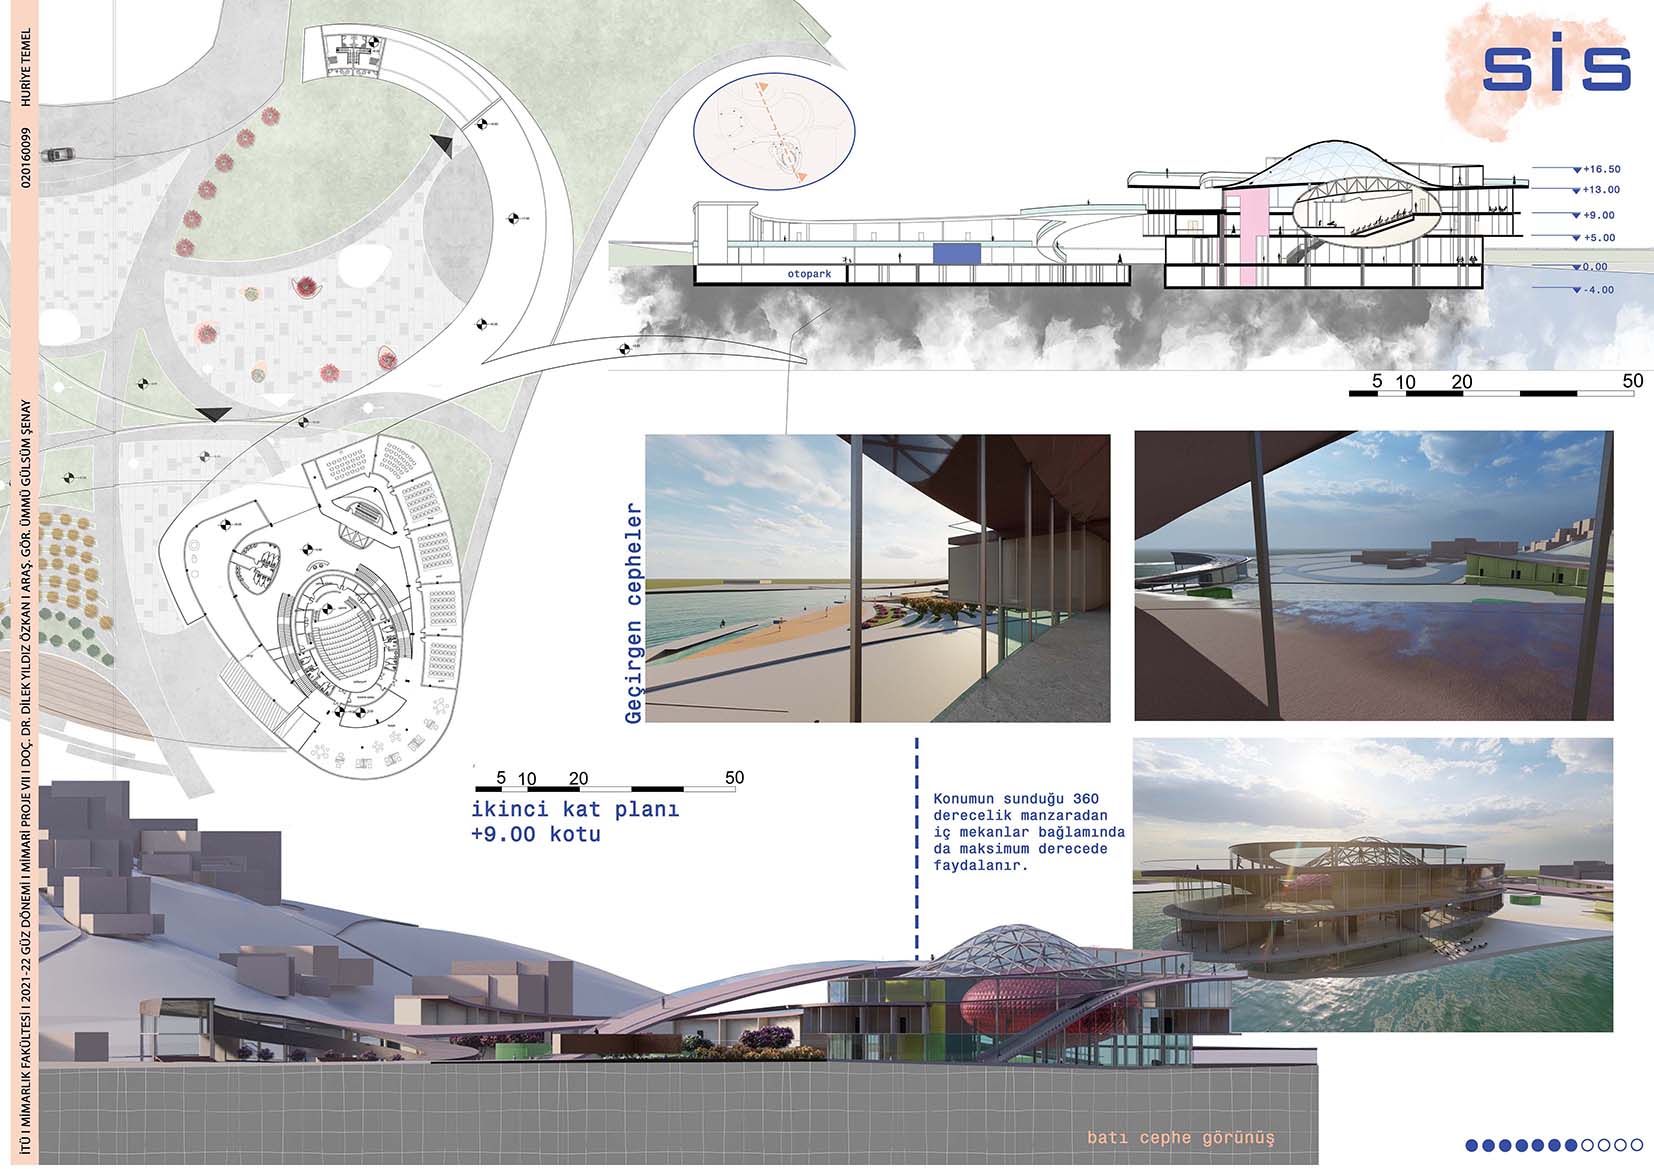 HURİYE TEMEL
020160099
İTÜ I MİMARLIK FAKÜLTESİ I 2021-22 GÜZ DÖNEMİ I MİMARİ PROJE VII I DOÇ. DR. DİLEK YILDIZ ÖZKAN I ARAŞ. GÖR. ÜMMÜ GÜLSÜM ŞENAY
sis
+16.50
+13.00
+9.00
+5.00
0.00
-4.00
otopark
5 10 20 50
Geçirgen cepheler
5 10 20 50
ikinci kat planı
+9.00 kotu
Konumun sunduğu 360
derecelik manzaradan
iç mekanlar bağlamında
da maksimum derecede
faydalanır.
batı cephe görünüş